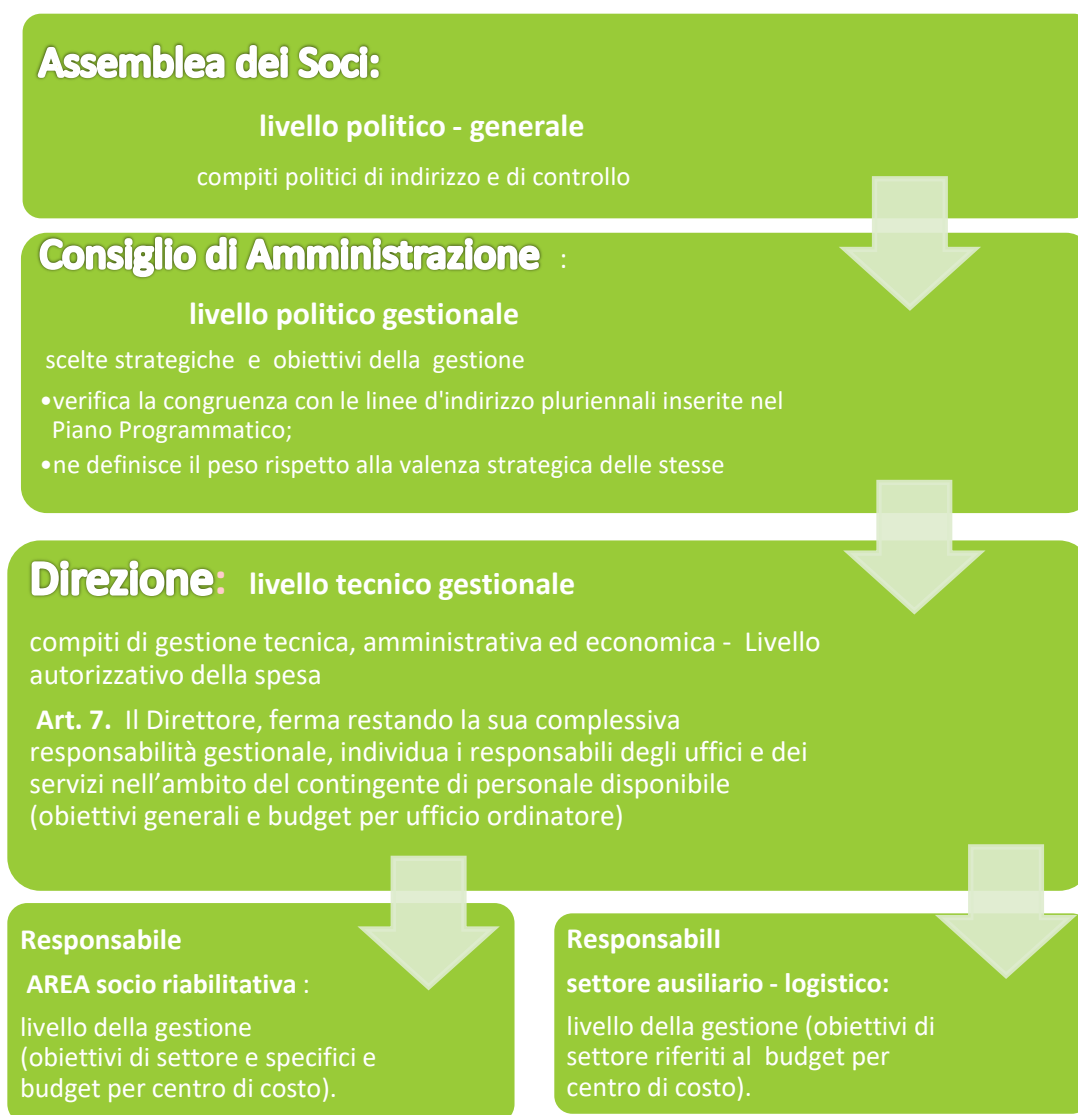 Assemblea dei Soci:
livello politico - generale
compiti politici di indirizzo e di controllo
Consiglio di Amministrazione :
livello politico gestionale
scelte strategiche e obiettivi della gestione
•verifica la congruenza con le linee d'indirizzo pluriennali inserite nel
Piano Programmatico;
•ne definisce il peso rispetto alla valenza strategica delle stesse
Direzione: livello tecnico gestionale
compiti di gestione tecnica, amministrativa ed economica - Livello
autorizzativo della spesa
Art. 7. Il Direttore, ferma restando la sua complessiva
responsabilità gestionale, individua i responsabili degli uffici e dei
servizi nell’ambito del contingente di personale disponibile
(obiettivi generali e budget per ufficio ordinatore)
Responsabile
AREA socio riabilitativa :
livello della gestione
(obiettivi di settore e specifici e
budget per centro di costo).
ResponsabilI
settore ausiliario - logistico:
livello della gestione (obiettivi di
settore riferiti al budget per
centro di costo).